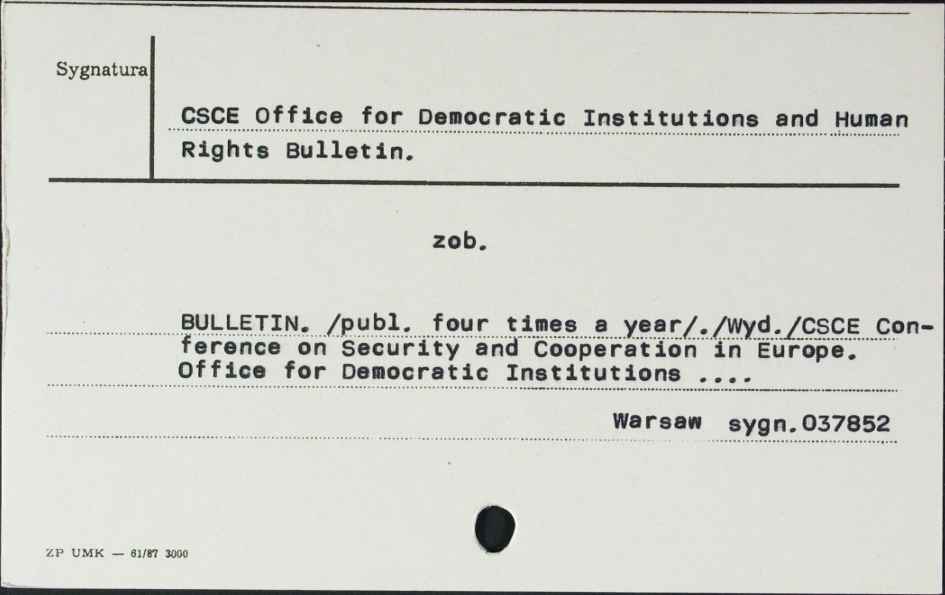 Sygnatura
CSCE Office for Democratic Institutions and Human
Rights Bulletin.
zob.
BULLETIN. /publ. four times a year/./Wyd./CSCE Con-
ference on Security and Cooperation in Europe.
Office for Democratic Institutions ....
Warsaw sygn.037852
ZP UMK — 61/87 3000